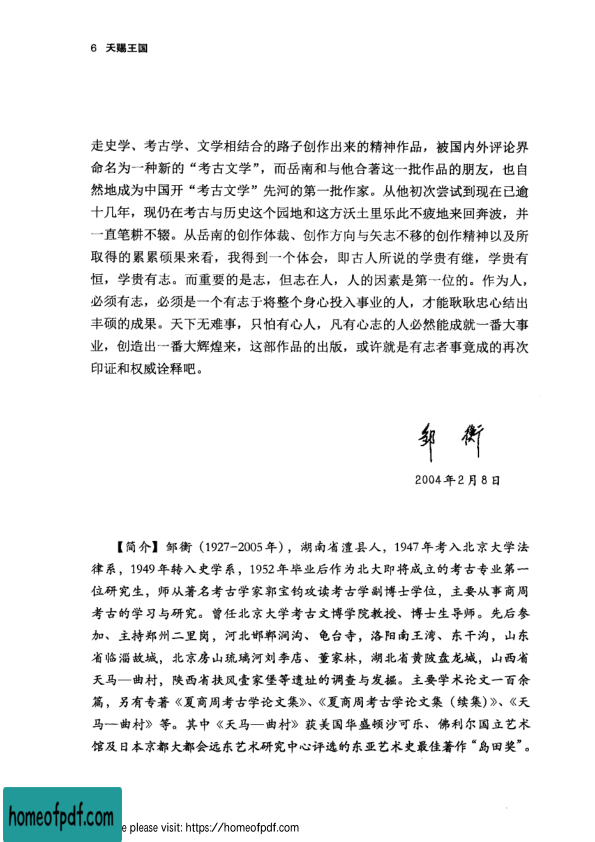 6 天赐王国
走史学、考古学、文学相结合的路子创作出来的精神作品，被国内外评论界
命名为一种新的“考古文学”，而岳南和与他合著这一批作品的朋友，也自
然地成为中国开“考古文学”先河的第一批作家。从他初次尝试到现在已逾
十几年，现仍在考古与历史这个园地和这方沃土里乐此不疲地来回奔波，并
一直笔耕不辍。从岳南的创作体裁、创作方向与矢志不移的创作精神以及所
取得的累累硕果来看，我得到一个体会，即古人所说的学贵有继，学贵有
恒，学贵有志。而重要的是志，但志在人，人的因素是第一位的。作为人，
必须有志，必须是一个有志于将整个身心投入事业的人，才能耿耿忠心结出
丰硕的成果。天下无难事，只怕有心人，凡有心志的人必然能成就一番大事
业，创造出一番大辉煌来，这部作品的出版，或许就是有志者事竟成的再次
印证和权威诠释吧。
邹 衡
2004年2月8日
【简介】邹衡（1927-2005年），湖南省澧县人，1947年考入北京大学法
律系，1949年转入史学系，1952年毕业后作为北大即将成立的考古专业第一
位研究生，师从著名考古学家郭宝钧攻读考古学副博士学位，主要从事商周
考古的学习与研究。曾任北京大学考古文博学院教授、博士生导师。先后参
加、主持郑州二里岗，河北邯郸涧沟、龟台寺，洛阳南王湾、东干沟，山东
省临淄故城，北京房山琉璃河刘李店、董家林，湖北省黄陂盘龙城，山西省
天马—曲村，陕西省扶风壹家堡等遗址的调查与发掘。主要学术论文一百余
篇，另有专著《夏商周考古学论文集》、《夏商周考古学论文集（续集）》、《天
马—曲村》等。其中《天马—曲村》获美国华盛顿沙可乐、佛利尔国立艺术
馆及日本京都大都会远东艺术研究中心评选的东亚艺术史最佳著作“岛田奖”。
homeofpdf.com
e please visit: https://homeofpdf.com